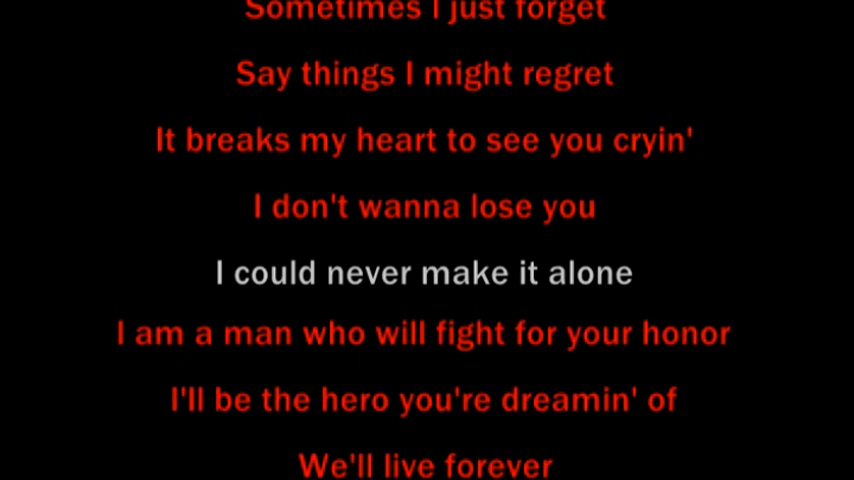 Sometimes I just forget
Say things I might regret
It breaks my heart to see you cryin'
I don't wanna lose you
I could never make it alone
I am a man who will fight for your honor
I'll be the hero you're dreamin' of
We'll live forever